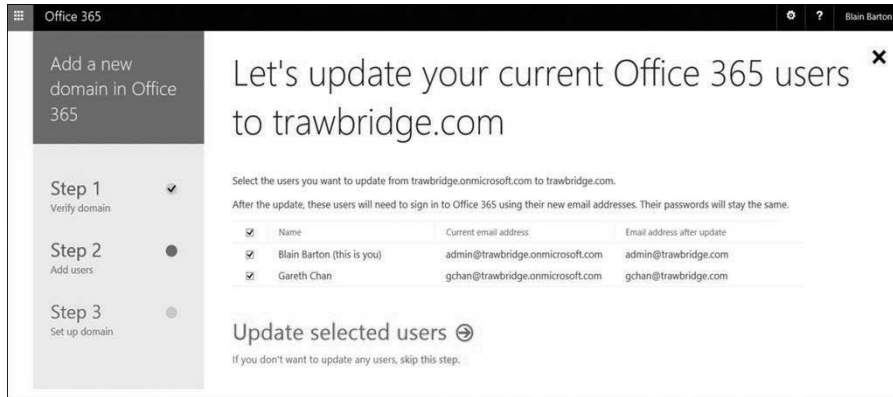 Office 365
? Blain Barton
Add a new
domain in Office
365
Step 1
Verify domain
Step 2
Add users
Step 3
Set up domain
Let's update your current Office 365 users
to trawbridge.com
Select the users you want to update from trawbridge.onmicrosoft.com to trawbridge.com.
After the update, these users will need to sign in to Office 365 using their new email addresses. Their passwords will stay the same.
Name Current email address Email address after update
Blain Barton (this is you) admin@trawbridge.onmicrosoft.com admin@trawbridge.com
Gareth Chan gchan@trawbridge.onmicrosoft.com gchan@trawbridge.com
Update selected users
If you don't want to update any users, skip this step.